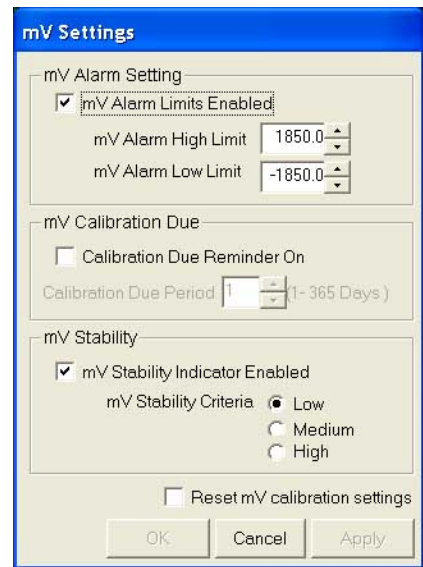 mV Settings
mV Alarm Setting
mV Alarm Limits Enabled
mV Alarm High Limit 1850.0
mV Alarm Low Limit -1850.0
mV Calibration Due
Calibration Due Reminder On
Calibration Due Period 1 (1- 365 Days )
mV Stability
mV Stability Indicator Enabled
mV Stability Criteria Low
Medium
High
Reset mV calibration settings
OK Cancel Apply